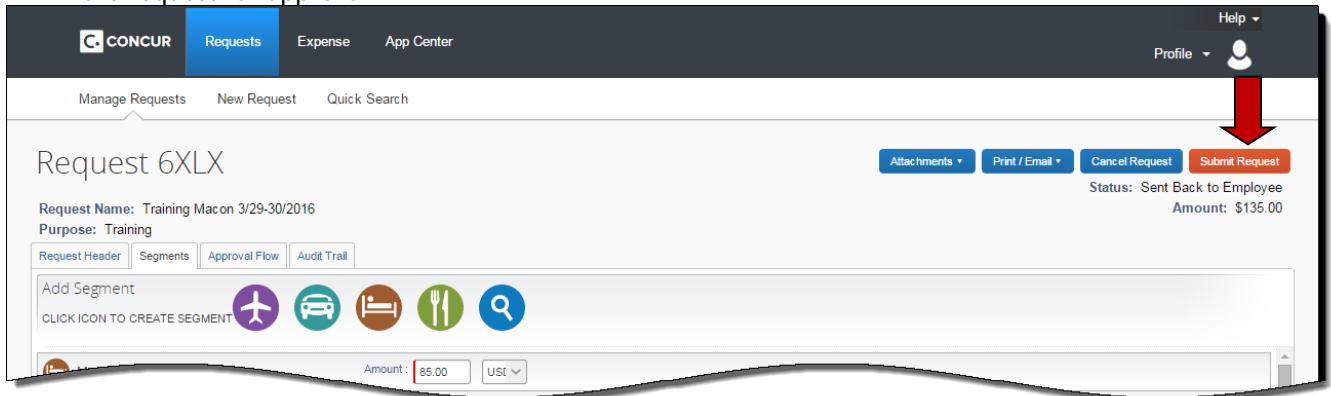 Help
CONCUR Requests Expense App Center
Profile
Manage Requests New Request Quick Search
Request 6XLX
Attachments Print / Email Cancel Request Submit Request
Status: Sent Back to Employee
Request Name: Training Macon 3/29-30/2016
Amount: $135.00
Purpose: Training
Request Header Segments Approval Flow Audit Trail
Add Segment
CLICK ICON TO CREATE SEGMENT
Amount : 85.00